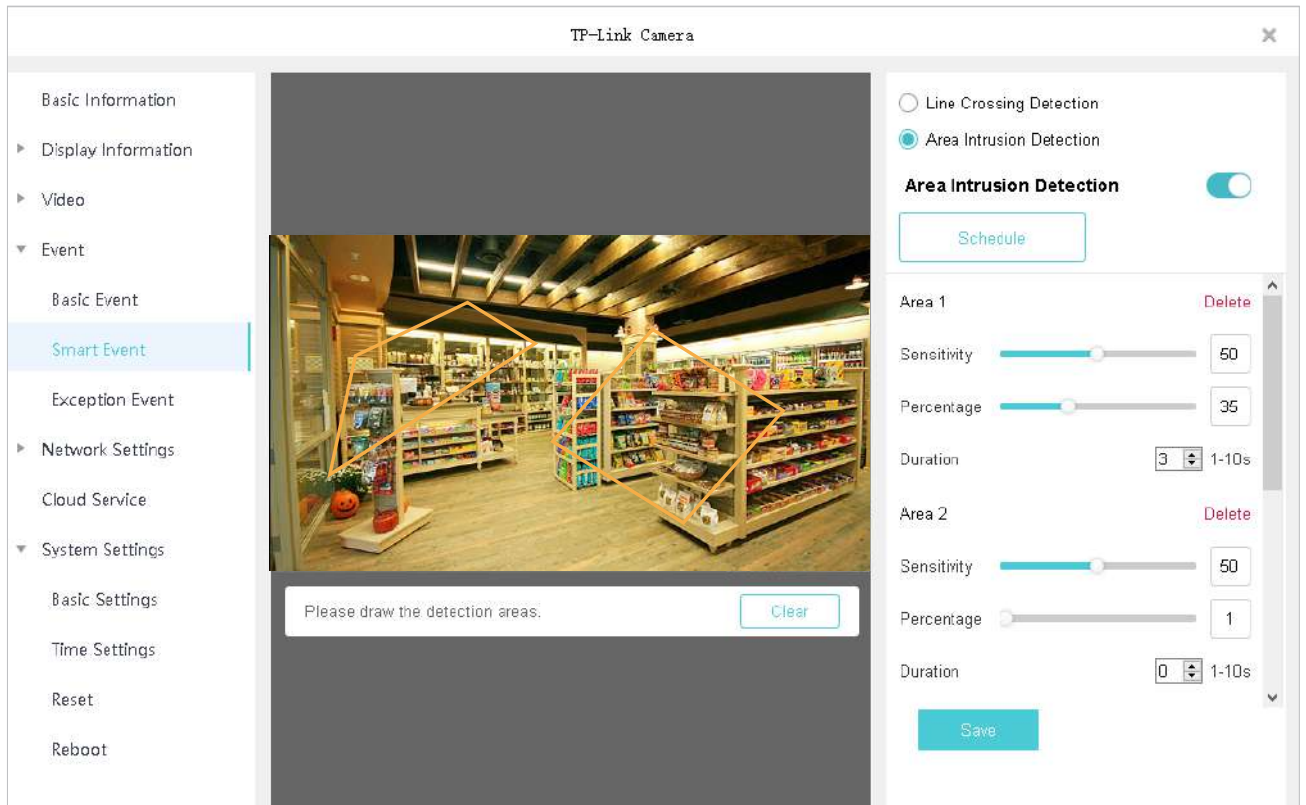 TP-Link Camera
Basic Information
Display Information
Video
Event
Basic Event
Smart Event
Exception Event
Network Settings
Cloud Service
System Settings
Basic Settings
Time Settings
Reset
Reboot
Please draw the detection areas.
Clear
Line Crossing Detection
Area Intrusion Detection
Area Intrusion Detection
Schedule
Area 1 Delete
Sensitivity 50
Percentage 35
Duration 3 1-10s
Area 2 Delete
Sensitivity 50
Percentage 1
Duration 0 1-10s
Save